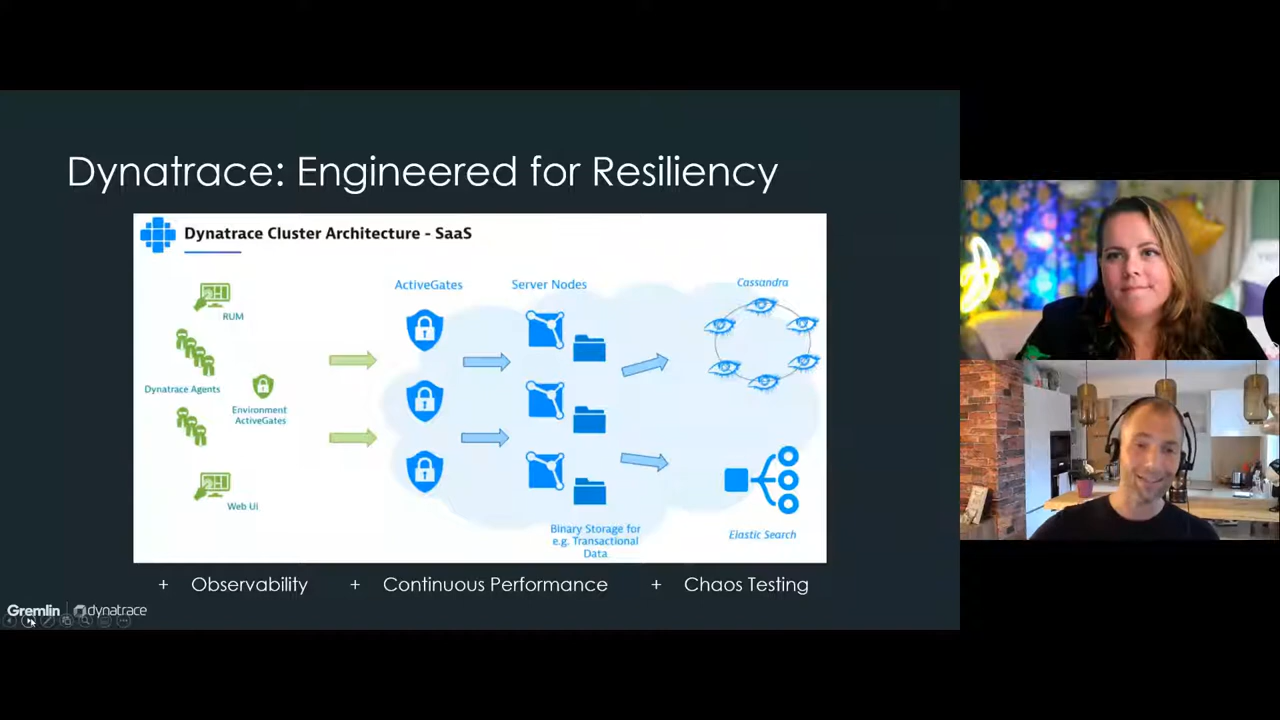 Dynatrace: Engineered for Resiliency
Dynatrace Cluster Architecture - SaaS
RUM
Dynatrace Agents
Environment
ActiveGates
Web Ui
ActiveGates
Server Nodes
Binary Storage for
e.g. Transactional
Data
Cassandra
Elastic Search
+ Observability + Continuous Performance + Chaos Testing
Gremlin | dynatrace